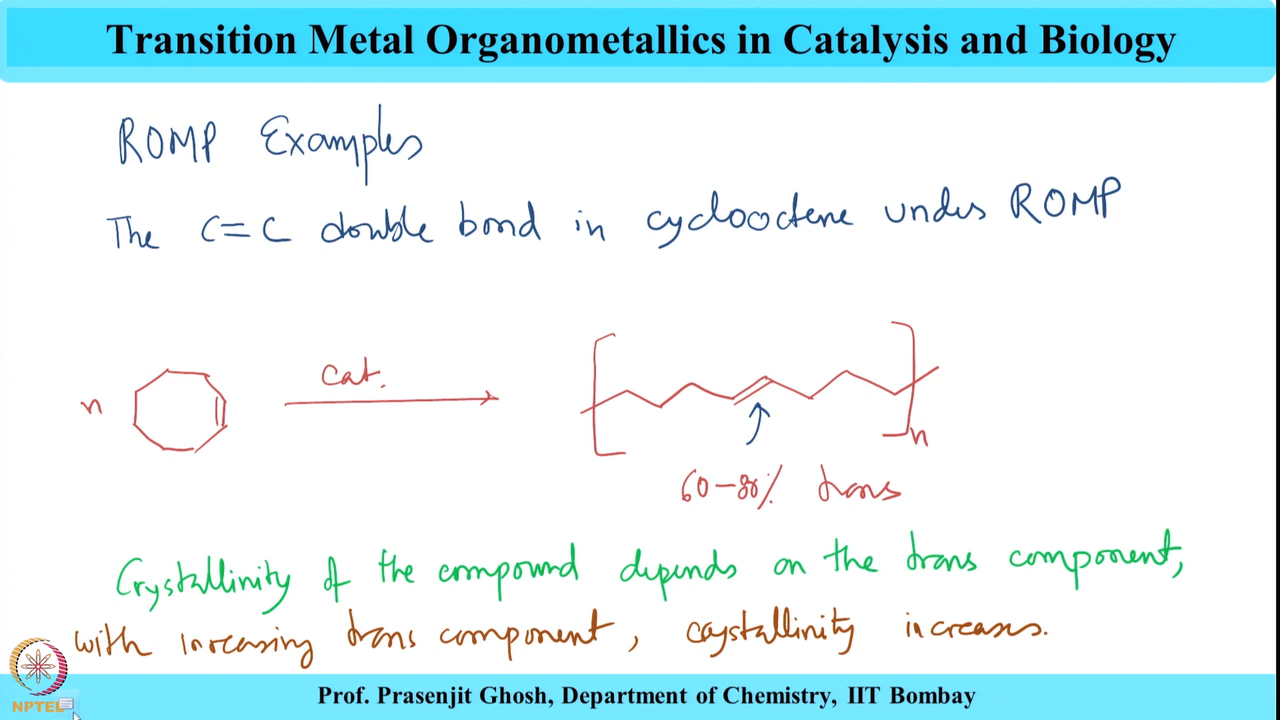 Transition Metal Organometallics in Catalysis and Biology
ROMP Examples
The C=C double bond in cyclooctene under ROMP
n
cat.
n
60-80% trans
Crystallinity of the compound depends on the trans component,
with increasing trans component, crystallinity increases.
NPTEL
Prof. Prasenjit Ghosh, Department of Chemistry, IIT Bombay